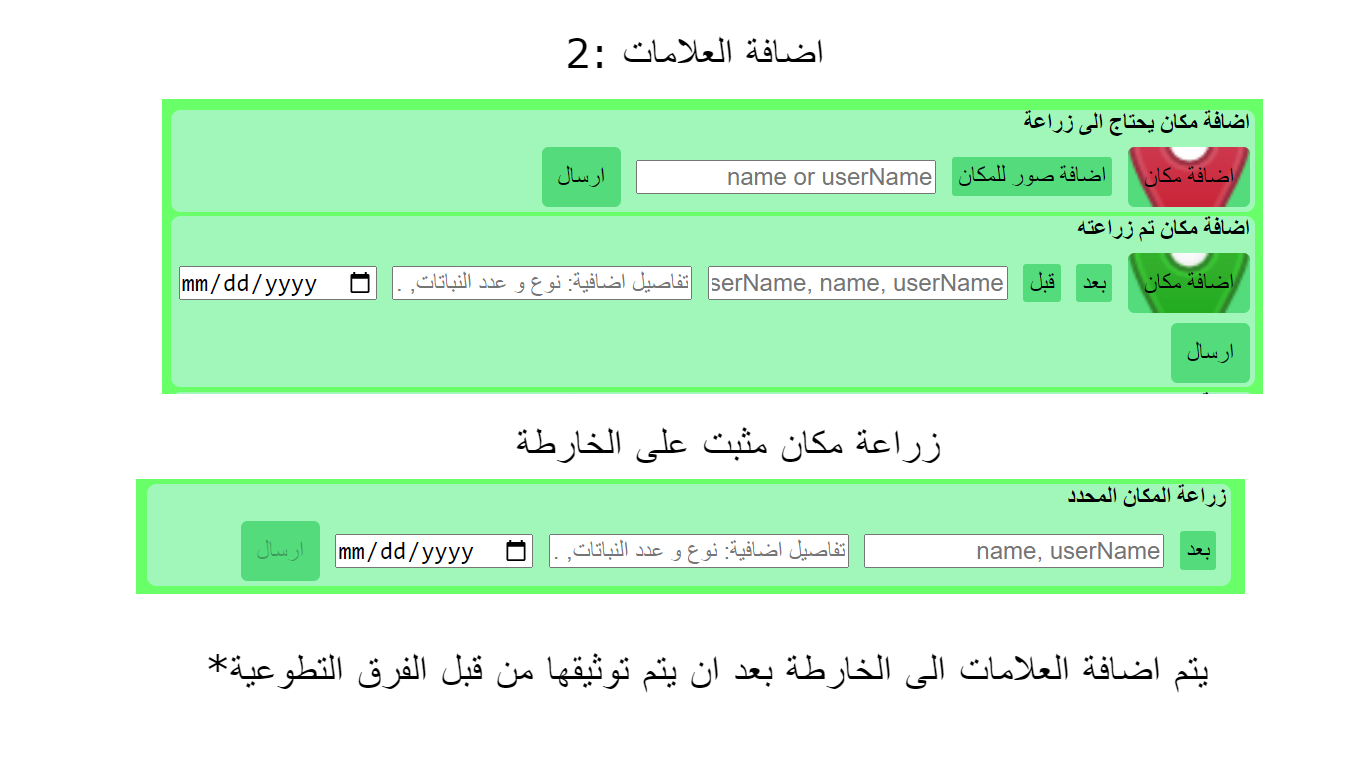 2: اضافة العلامات
اضافة مكان يحتاج الى زراعة
اضافة مكان اضافة صور للمكان name or userName ارسال
اضافة مكان تم زراعته
اضافة مكان بعد قبل serName, name, userName تفاصيل اضافية: نوع و عدد النباتات, . mm/dd/yyyy
ارسال
زراعة مكان مثبت على الخارطة
زراعة المكان المحدد
بعد name, userName تفاصيل اضافية: نوع و عدد النباتات, . mm/dd/yyyy ارسال
يتم اضافة العلامات الى الخارطة بعد ان يتم توثيقها من قبل الفرق التطوعية*